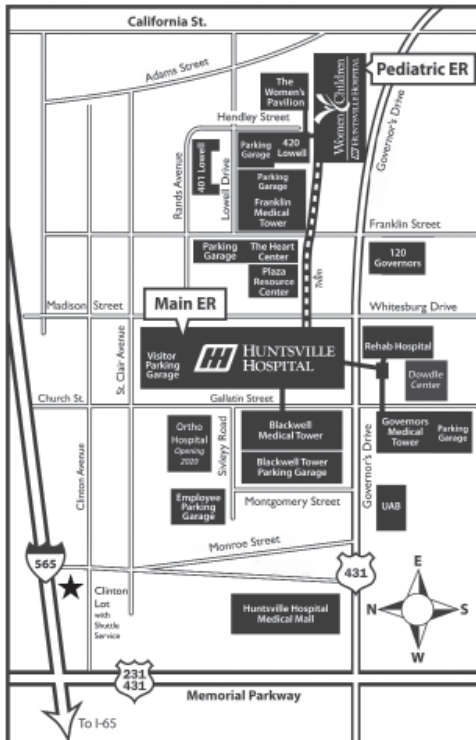 California St.
Adams Street
The
Women's
Pavilion
Women & Children
HUNTSVILLE HOSPITAL
Pediatric ER
Governor's Drive
Hendley Street
Parking
Garage
420
Lowell
401 Lowell
Rands Avenue
Lowell Drive
Parking
Garage
Franklin
Medical
Tower
Franklin Street
Parking
Garage
The Heart
Center
Plaza
Resource
Center
Tram
120
Governors
Madison Street
Whitesburg Drive
Main ER
St. Clair Avenue
Visitor
Parking
Garage
HUNTSVILLE
HOSPITAL
Rehab Hospital
Dowdle
Center
Church St.
Gallatin Street
Clinton Avenue
Ortho
Hospital
Opening
2020
Sivleyy Road
Blackwell
Medical Tower
Blackwell Tower
Parking Garage
Governor's Drive
Governors
Medical
Tower
Parking
Garage
Employee
Parking
Garage
Montgomery Street
UAB
Monroe Street
565
431
Clinton
Lot
with
Shuttle
Service
Huntsville Hospital
Medical Mall
E
N
S
W
231
431
Memorial Parkway
To I-65